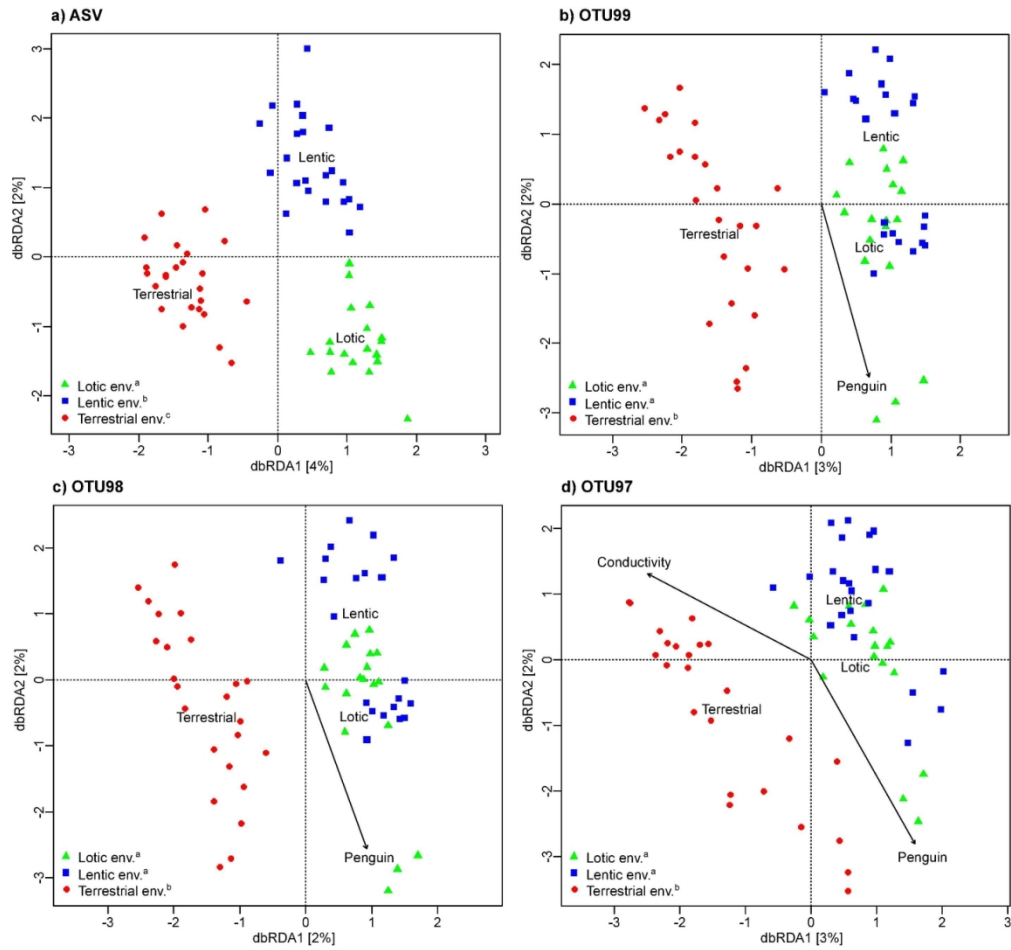 a) ASV
3
2
1
0
-1
-2
dbRDA2 [2%]
Lentic
Terrestrial
Lotic
Lotic env.a
Lentic env.b
Terrestrial env.c
-3 -2 -1 0 1 2 3
dbRDA1 [4%]
b) OTU99
2
1
0
-1
-2
-3
dbRDA2 [2%]
Lentic
Terrestrial
Lotic
Penguin
Lotic env.a
Lentic env.a
Terrestrial env.b
-3 -2 -1 0 1 2
dbRDA1 [3%]
c) OTU98
2
1
0
-1
-2
-3
dbRDA2 [2%]
Lentic
Terrestrial
Lotic
Penguin
Lotic env.a
Lentic env.a
Terrestrial env.b
-3 -2 -1 0 1 2
dbRDA1 [2%]
d) OTU97
2
1
0
-1
-2
-3
dbRDA2 [2%]
Conductivity
Lentic
Lotic
Terrestrial
Penguin
Lotic env.a
Lentic env.a
Terrestrial env.b
-3 -2 -1 0 1 2 3
dbRDA1 [3%]